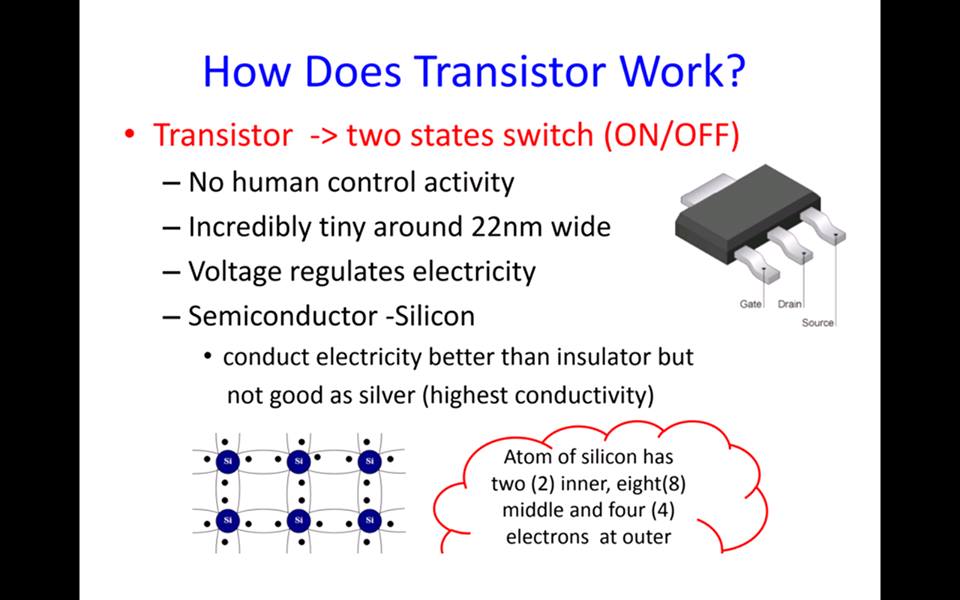 How Does Transistor Work?
• Transistor -> two states switch (ON/OFF)
– No human control activity
– Incredibly tiny around 22nm wide
– Voltage regulates electricity
– Semiconductor -Silicon
• conduct electricity better than insulator but
not good as silver (highest conductivity)
Gate Drain
Source
Si Si Si
Si Si Si
Atom of silicon has
two (2) inner, eight(8)
middle and four (4)
electrons at outer